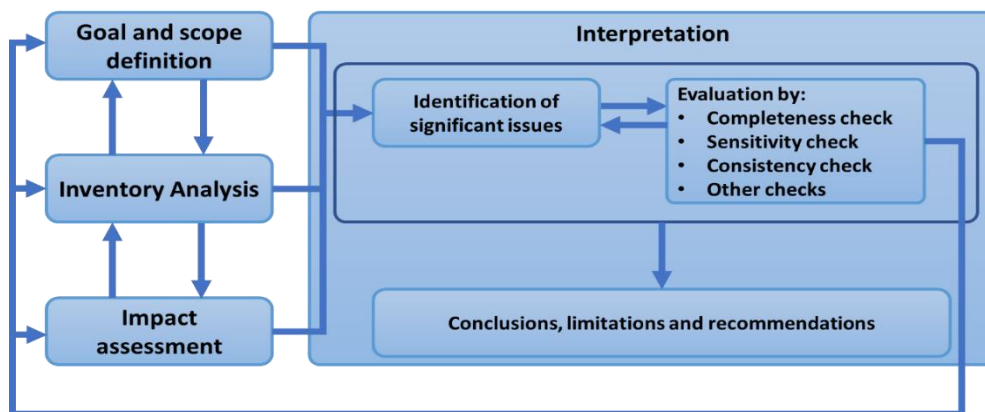 Goal and scope
definition
Inventory Analysis
Impact
assessment
Interpretation
Identification of
significant issues
Evaluation by:
• Completeness check
• Sensitivity check
• Consistency check
• Other checks
Conclusions, limitations and recommendations